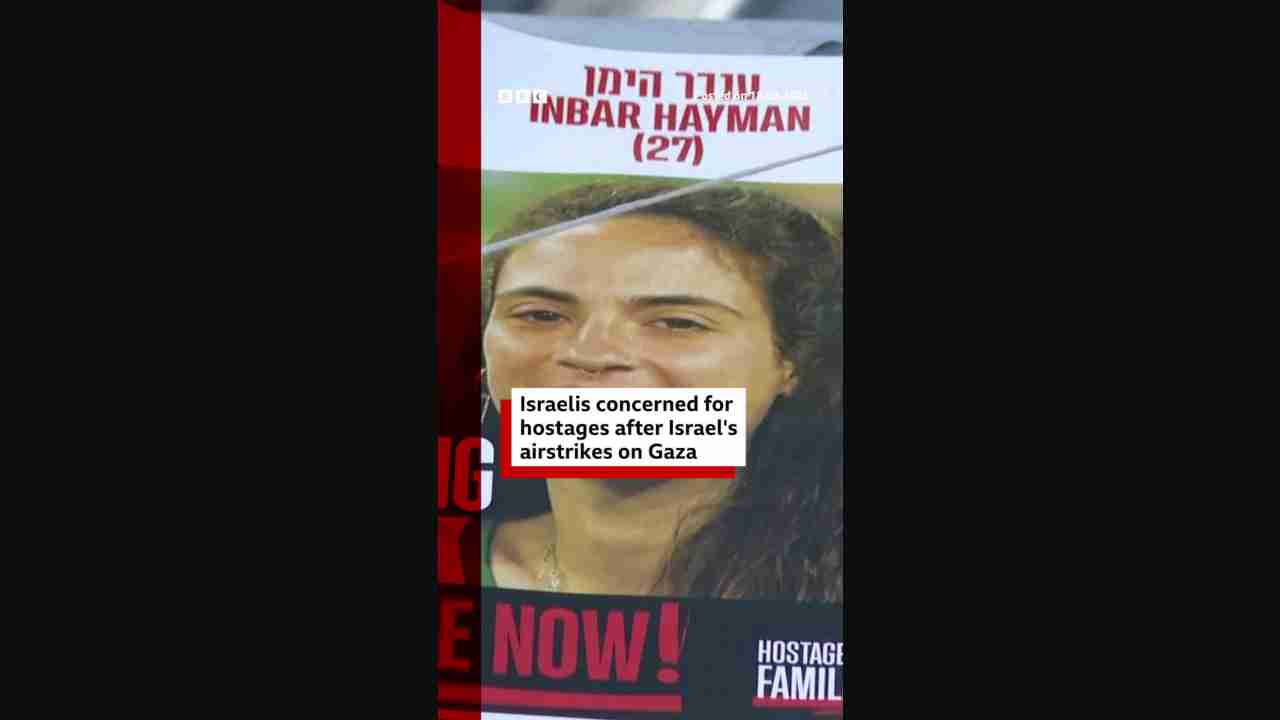 ענבר הימן
BBC
INBAR HAYMAN
(27)
Israelis concerned for
hostages after Israel's
airstrikes on Gaza
NOW!
HOSTAGE
FAMIL